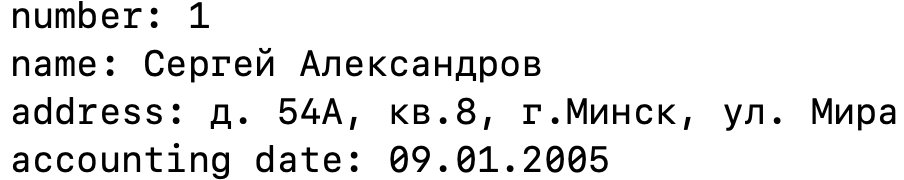 number: 1
name: Сергей Александров
address: д. 54А, кв.8, г.Минск, ул. Мира
accounting date: 09.01.2005